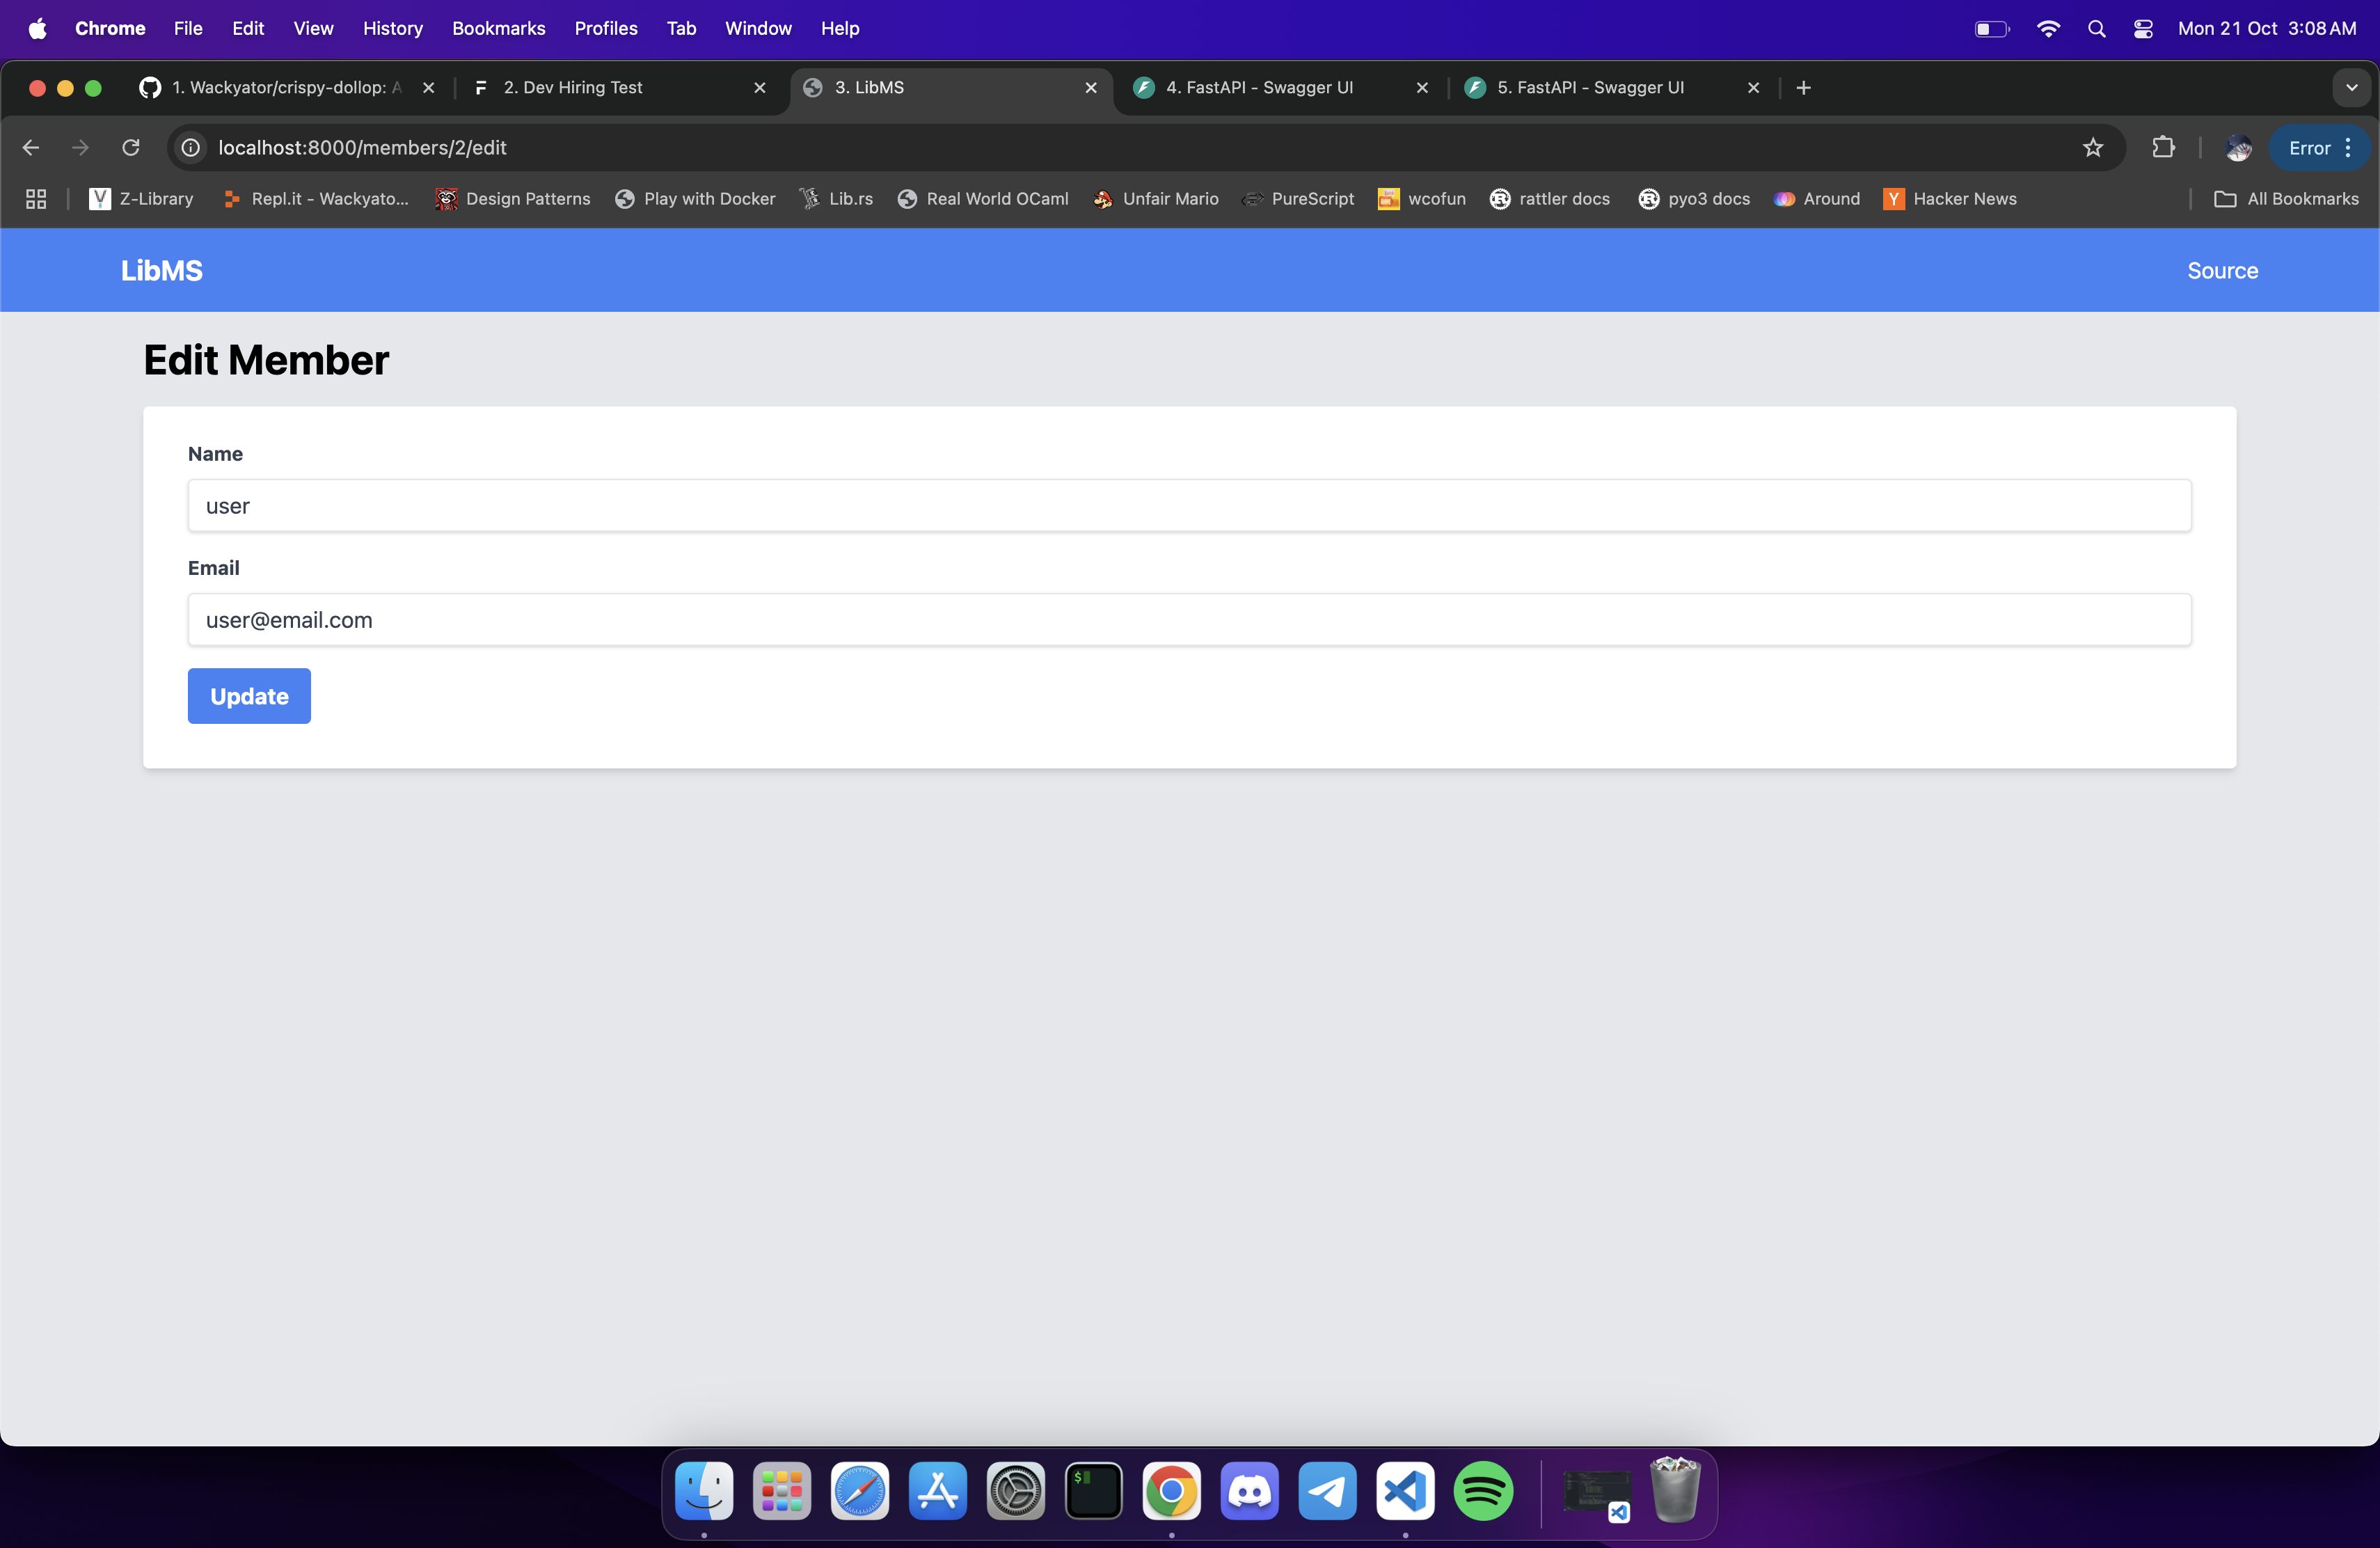 Chrome File Edit View History Bookmarks Profiles Tab Window Help Mon 21 Oct 3:08 AM
1. Wackyator/crispy-dollop: A 2. Dev Hiring Test 3. LibMS 4. FastAPI - Swagger UI 5. FastAPI - Swagger UI
localhost:8000/members/2/edit Error
Z-Library Repl.it - Wackyato... Design Patterns Play with Docker Lib.rs Real World OCaml Unfair Mario PureScript wcofun rattler docs pyo3 docs Around Hacker News All Bookmarks
LibMS Source
Edit Member
Name
user
Email
user@email.com
Update